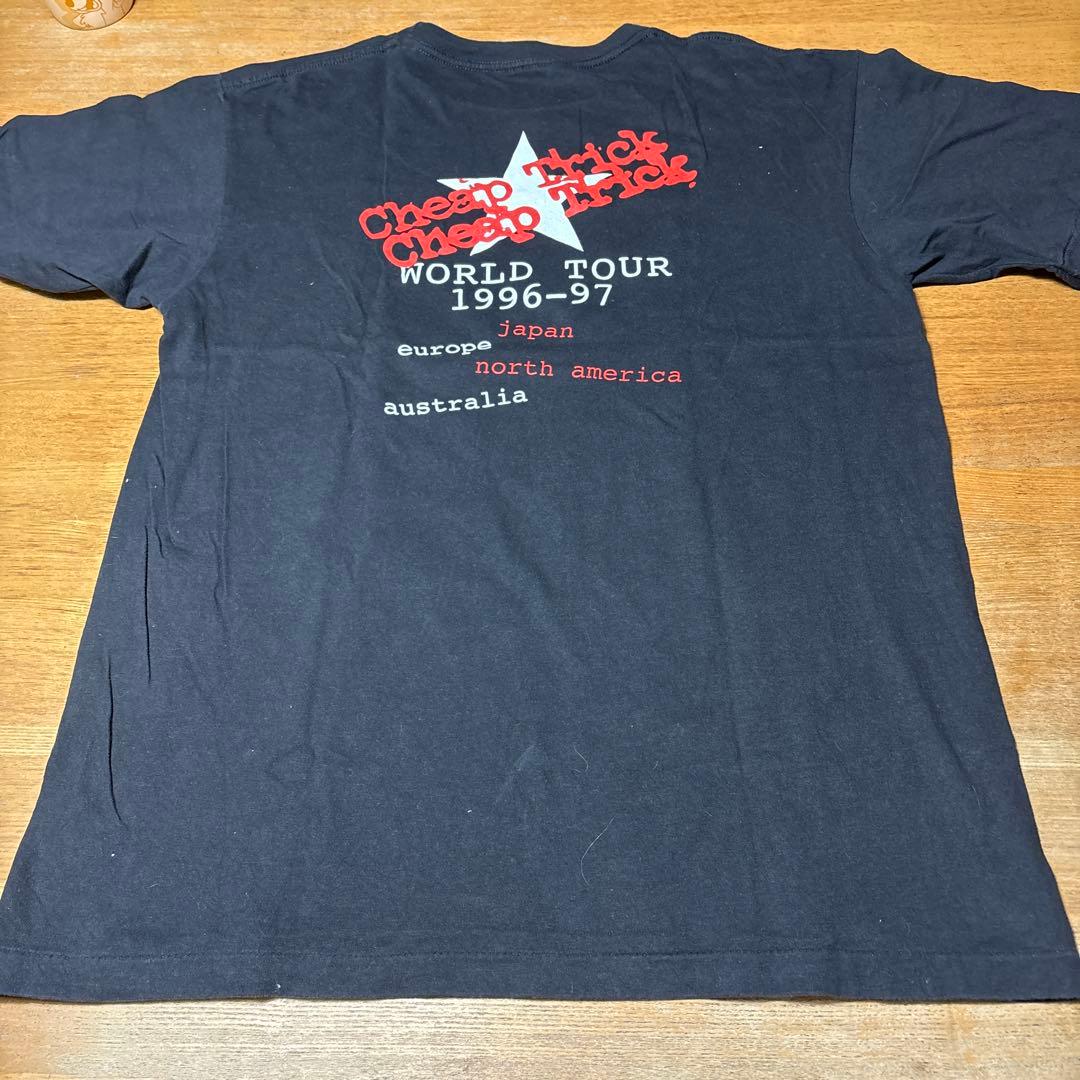 Cheap Trick
Cheap Trick
WORLD TOUR
1996-97
japan
europe
north america
australia